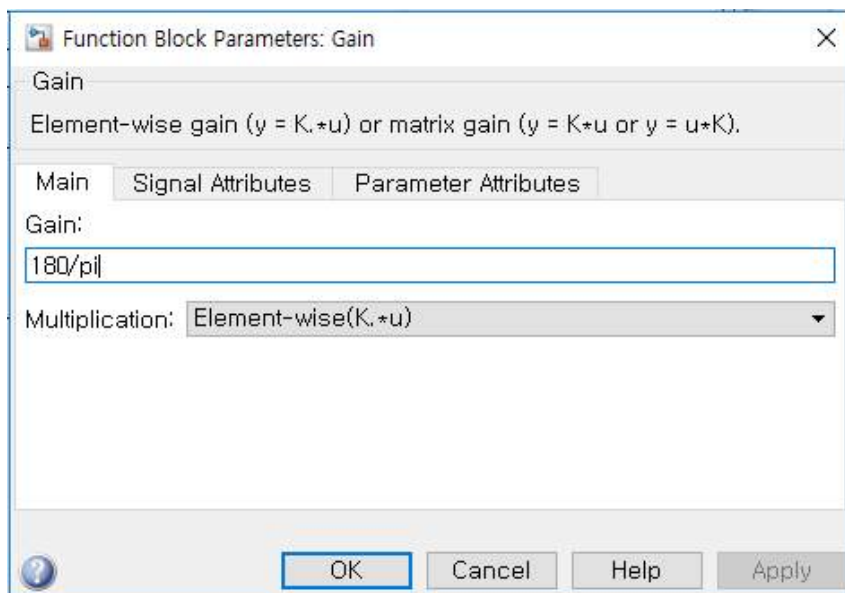 Function Block Parameters: Gain
Gain
Element-wise gain (y = K.*u) or matrix gain (y = K*u or y = u*K).
Main Signal Attributes Parameter Attributes
Gain:
180/pi
Multiplication: Element-wise(K.*u)
OK Cancel Help Apply